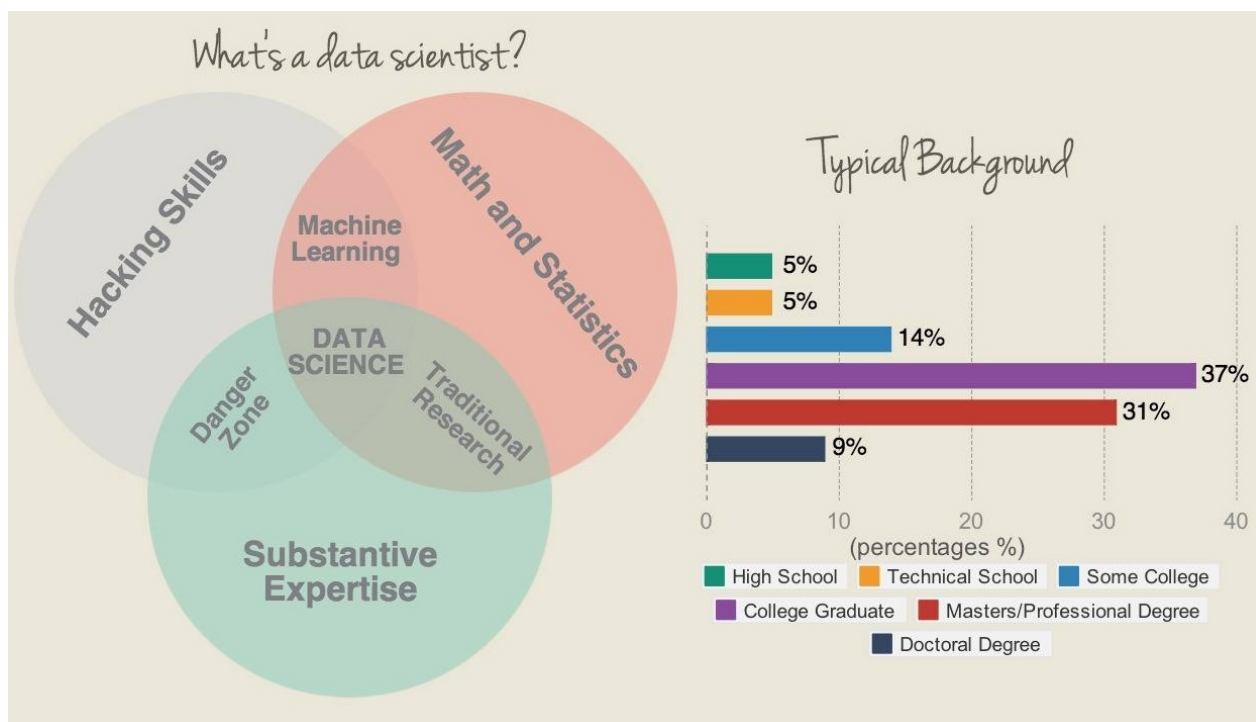 What's a data scientist?
Hacking Skills
Math and Statistics
Machine
Learning
DATA
SCIENCE
Danger
Zone
Traditional
Research
Substantive
Expertise
Typical Background
5%
5%
14%
37%
31%
9%
0 10 20 30 40
(percentages %)
High School Technical School Some College
College Graduate Masters/Professional Degree
Doctoral Degree